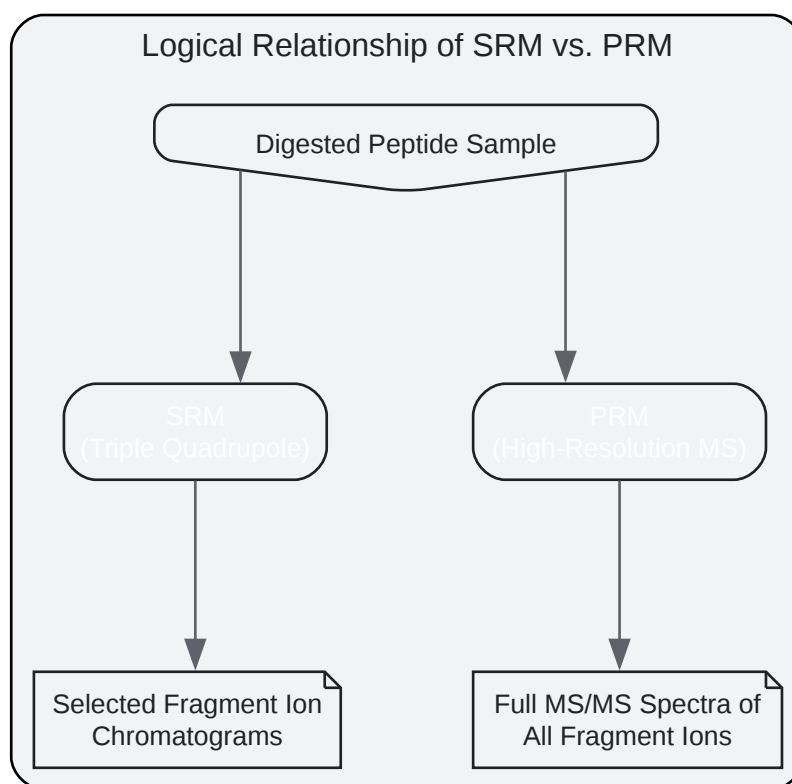 Logical Relationship of SRM vs. PRM
Digested Peptide Sample
SRM
(Triple Quadrupole)
PRM
(High-Resolution MS)
Selected Fragment Ion
Chromatograms
Full MS/MS Spectra of
All Fragment Ions